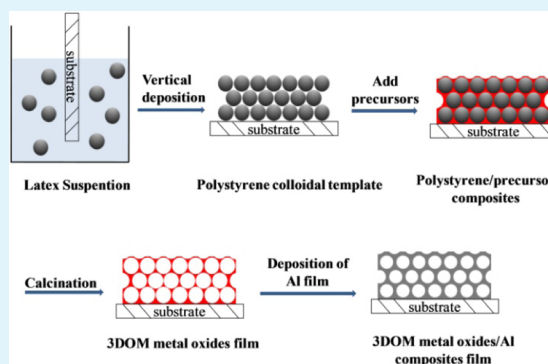 substrate
Vertical
deposition
Add
precursors
substrate
substrate
Latex Suspention
Polystyrene colloidal template
Polystyrene/precurso
composites
Calcination
Deposition of
Al film
substrate
substrate
3DOM metal oxides film
3DOM metal oxides/Al
composites film